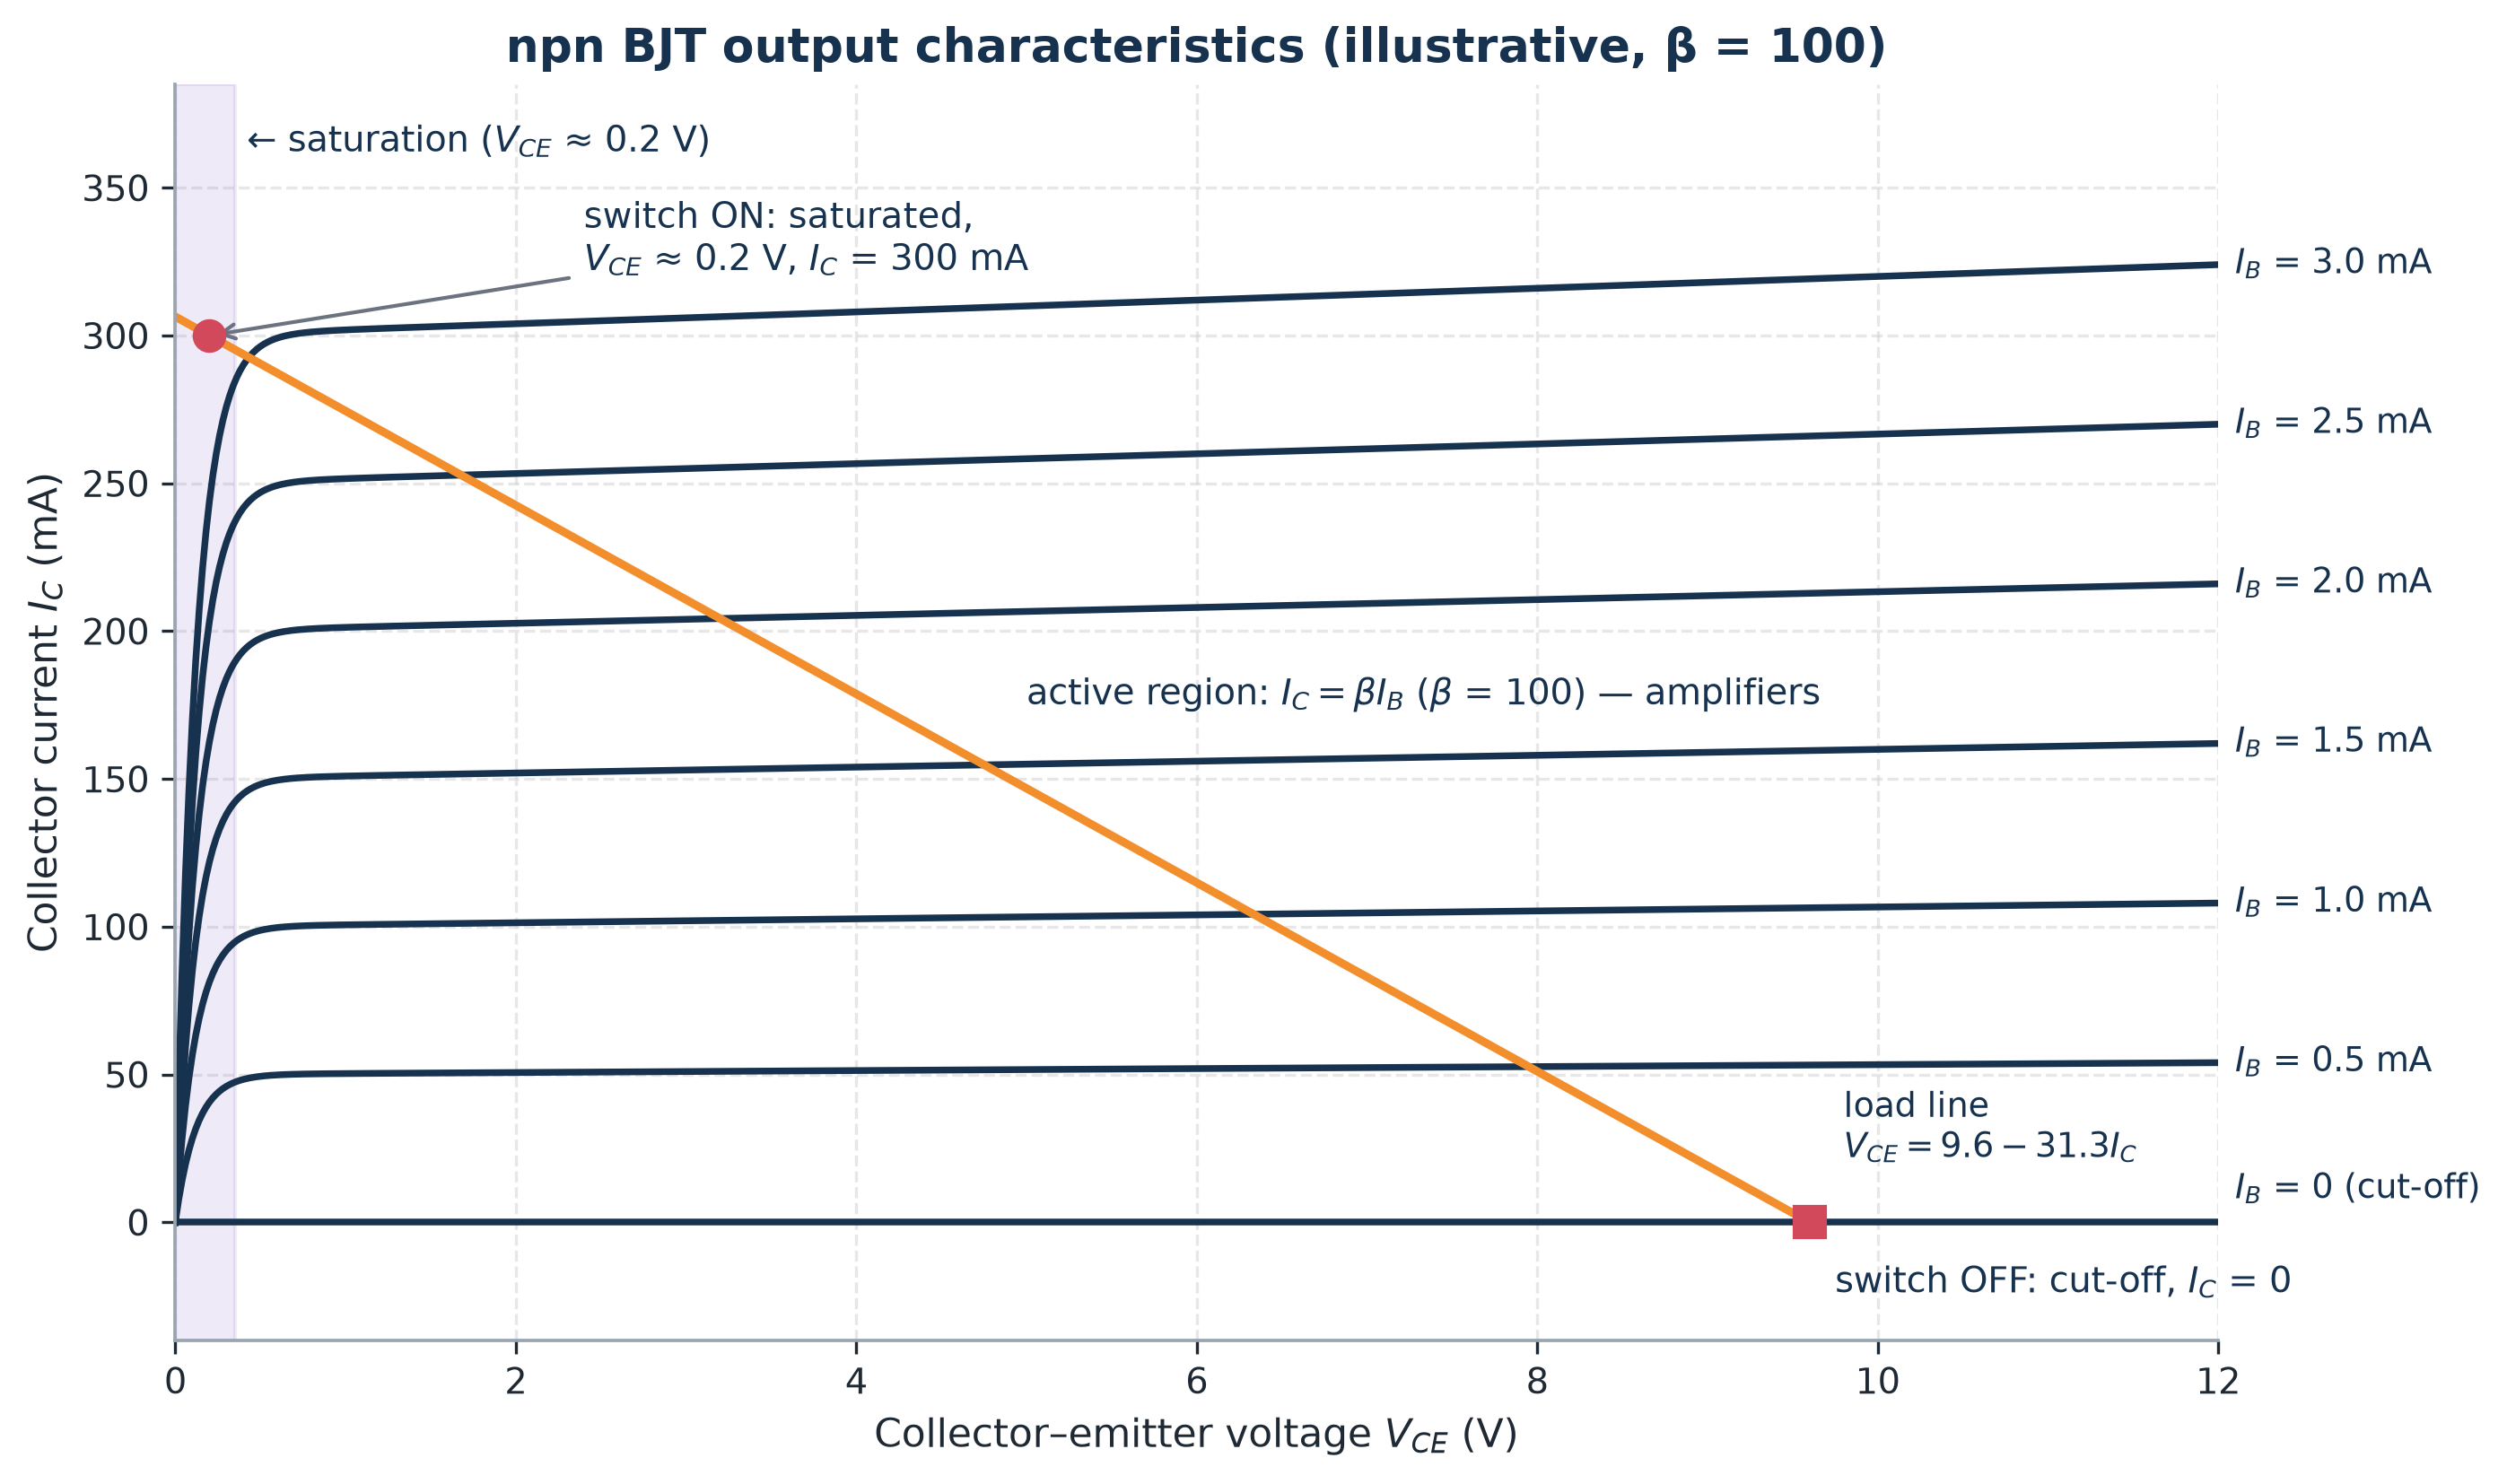 npn BJT output characteristics (illustrative, β = 100)
← saturation (V_CE ≈ 0.2 V)
switch ON: saturated,
V_CE ≈ 0.2 V, I_C = 300 mA
I_B = 3.0 mA
I_B = 2.5 mA
I_B = 2.0 mA
active region: I_C = βI_B (β = 100) — amplifiers
I_B = 1.5 mA
I_B = 1.0 mA
I_B = 0.5 mA
load line
V_CE = 9.6 − 31.3I_C
I_B = 0 (cut-off)
switch OFF: cut-off, I_C = 0
Collector current I_C (mA)
350
300
250
200
150
100
50
0
0 2 4 6 8 10 12
Collector–emitter voltage V_CE (V)